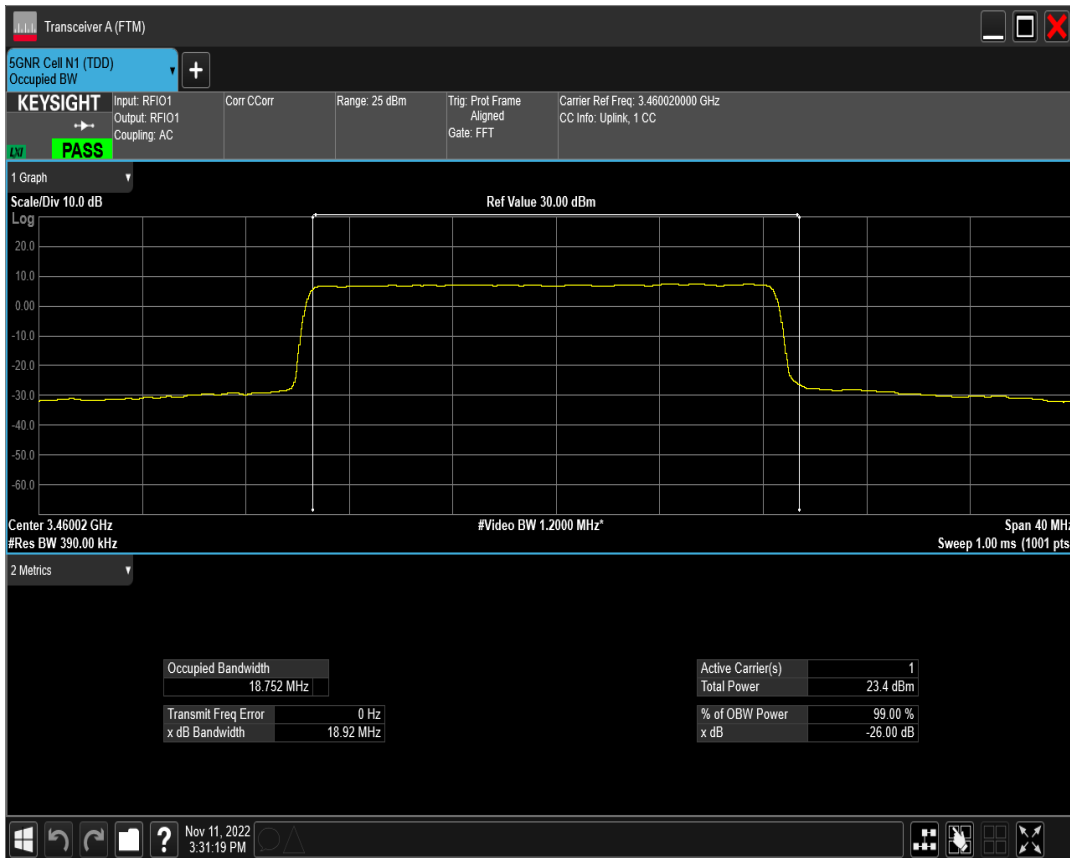 Transceiver A (FTM)
5GNR Cell N1 (TDD)
Occupied BW
KEYSIGHT
LXI
PASS
Input: RFIO1
Output: RFIO1
Coupling: AC
Corr CCorr
Range: 25 dBm
Trig: Prot Frame
Aligned
Gate: FFT
Carrier Ref Freq: 3.460020000 GHz
CC Info: Uplink, 1 CC
1 Graph
Scale/Div 10.0 dB
Ref Value 30.00 dBm
Log
20.0
10.0
0.00
-10.0
-20.0
-30.0
-40.0
-50.0
-60.0
Center 3.46002 GHz
#Video BW 1.2000 MHz*
Span 40 MHz
#Res BW 390.00 kHz
Sweep 1.00 ms (1001 pts
2 Metrics
Occupied Bandwidth
18.752 MHz
Transmit Freq Error 0 Hz
x dB Bandwidth 18.92 MHz
Active Carrier(s) 1
Total Power 23.4 dBm
% of OBW Power 99.00 %
x dB -26.00 dB
Nov 11, 2022
3:31:19 PM